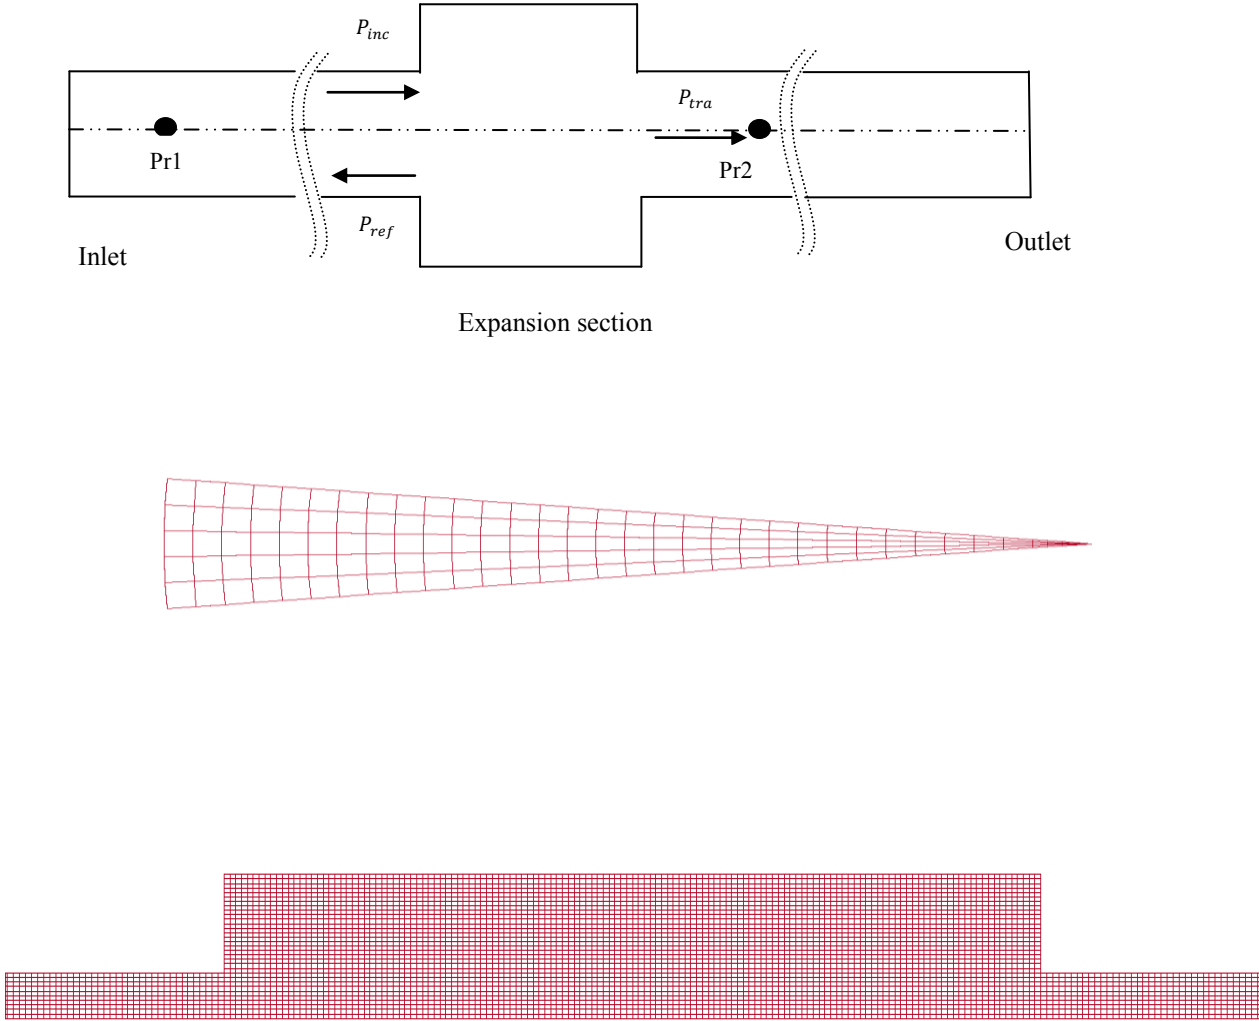 P_inc
P_tra
Pr1
Pr2
P_ref
Inlet
Outlet
Expansion section